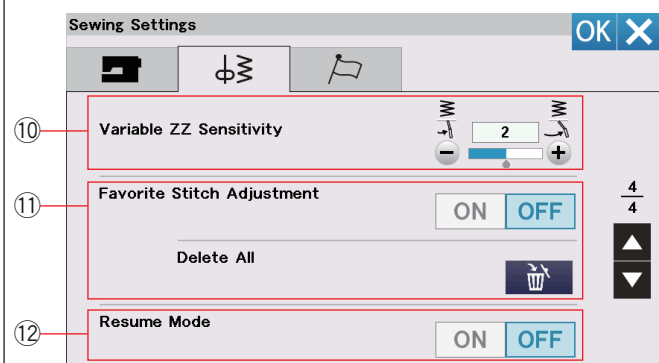 Sewing Settings
OK
⑩ Variable ZZ Sensitivity 2
⑪ Favorite Stitch Adjustment ON OFF
4
4
Delete All
⑫ Resume Mode ON OFF